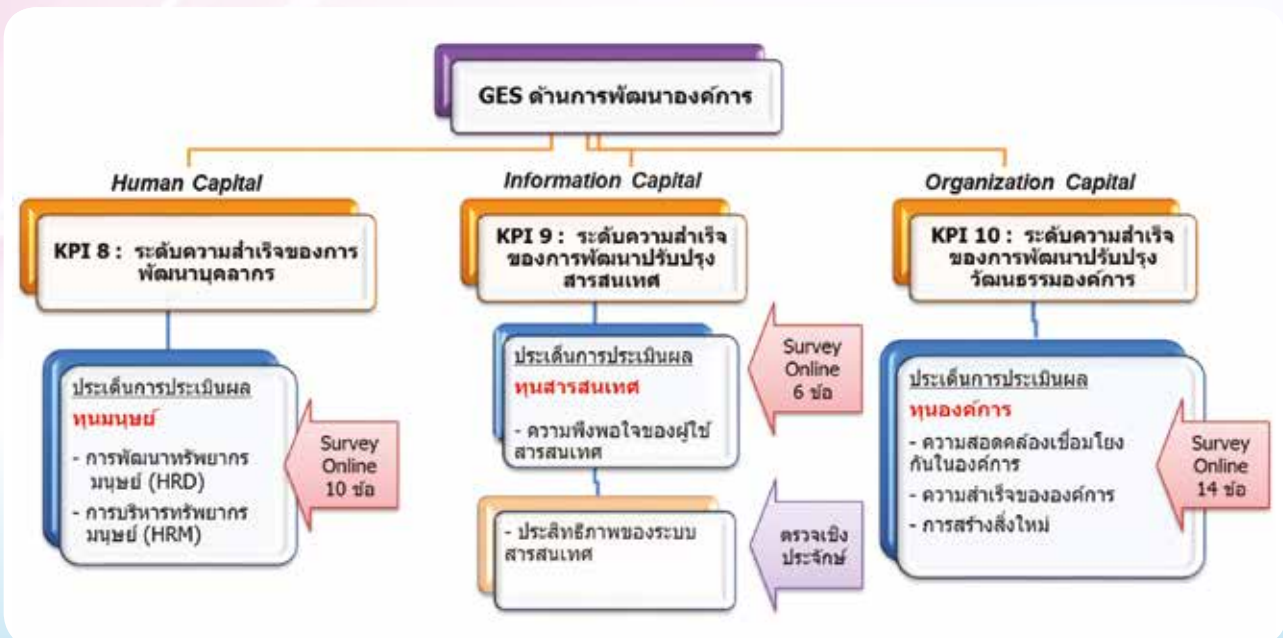 GES ด้านการพัฒนาองค์การ
Human Capital
KPI 8 : ระดับความสำเร็จของการ
พัฒนาบุคลากร
ประเด็นการประเมินผล
ทุนมนุษย์
- การพัฒนาทรัพยากร
มนุษย์ (HRD)
- การบริหารทรัพยากร
มนุษย์ (HRM)
Survey
Online
10 ข้อ
Information Capital
KPI 9 : ระดับความสำเร็จ
ของการพัฒนาปรับปรุง
สารสนเทศ
ประเด็นการประเมินผล
ทุนสารสนเทศ
- ความพึงพอใจของผู้ใช้
สารสนเทศ
Survey
Online
6 ข้อ
- ประสิทธิภาพของระบบ
สารสนเทศ
ตรวจเชิง
ประจักษ์
Organization Capital
KPI 10 : ระดับความสำเร็จ
ของการพัฒนาปรับปรุง
วัฒนธรรมองค์การ
ประเด็นการประเมินผล
ทุนองค์การ
- ความสอดคล้องเชื่อมโยง
กันในองค์การ
- ความสำเร็จขององค์การ
- การสร้างสิ่งใหม่
Survey
Online
14 ข้อ